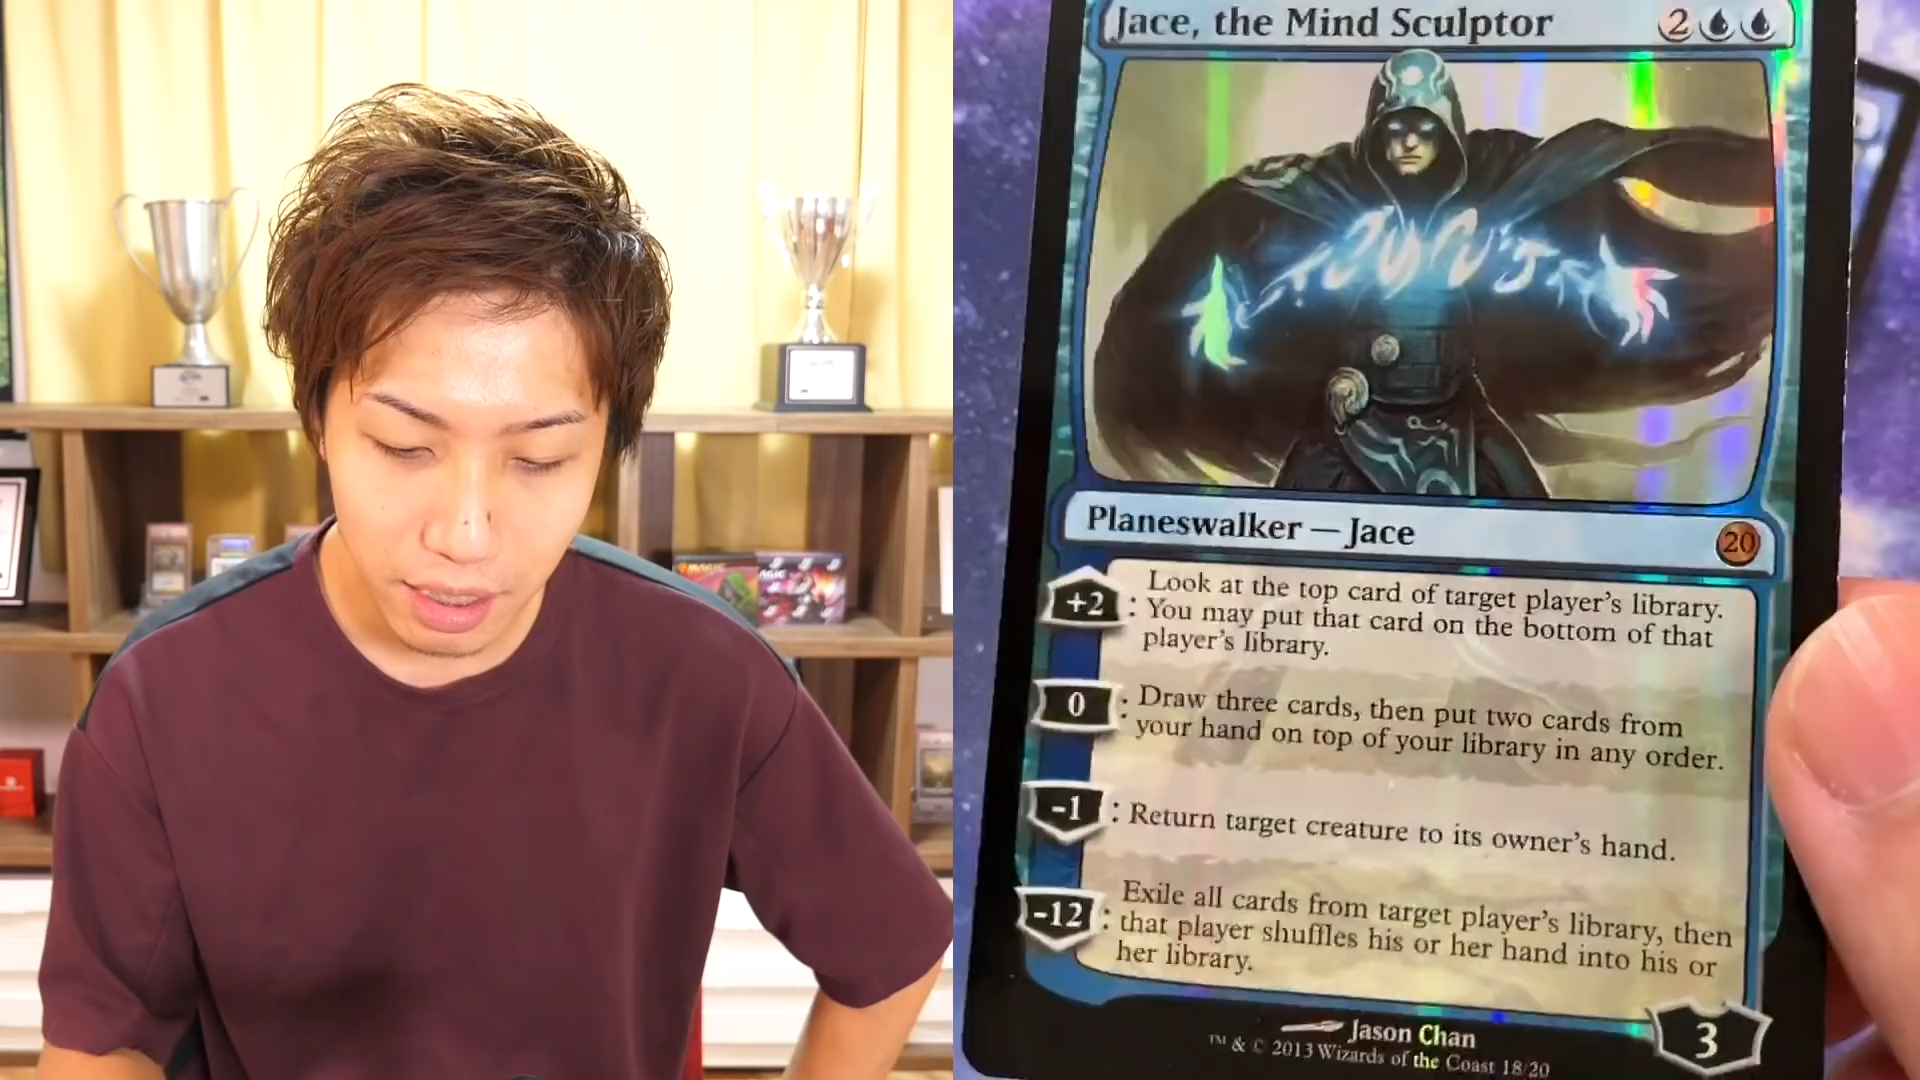 Jace, the Mind Sculptor 2
Planeswalker — Jace
20
+2: Look at the top card of target player's library.
You may put that card on the bottom of that
player's library.
0: Draw three cards, then put two cards from
your hand on top of your library in any order.
-1: Return target creature to its owner's hand.
-12: Exile all cards from target player's library, then
that player shuffles his or her hand into his or
her library.
3
Jason Chan
™ & © 2013 Wizards of the Coast 18/20
MAGIC